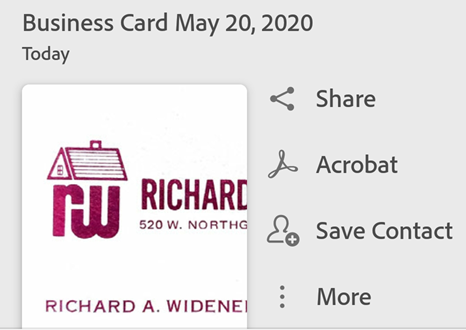 Business Card May 20, 2020
Today
Share
Acrobat
Save Contact
More
rw
RICHARD
520 W. NORTHG
RICHARD A. WIDENE